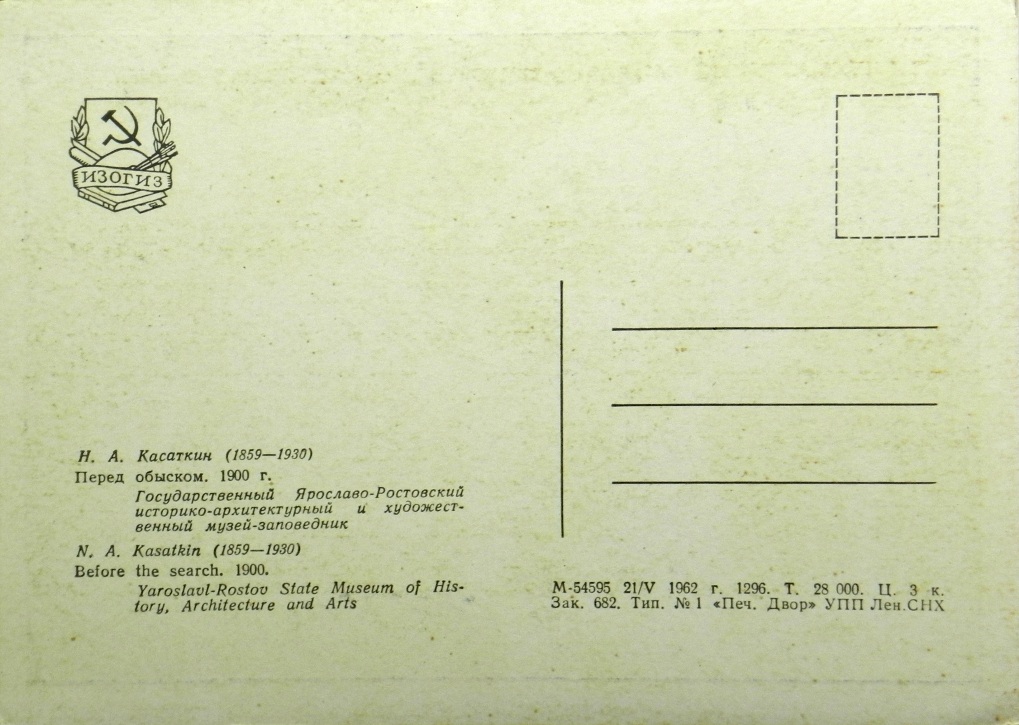 ИЗОГИЗ
Н. А. Касаткин (1859—1930)
Перед обыском. 1900 г.
Государственный Ярославо-Ростовский
историко-архитектурный и художест-
венный музей-заповедник
N. A. Kasatkin (1859—1930)
Before the search. 1900.
Yaroslavl-Rostov State Museum of His-
tory, Architecture and Arts
М-54595 21/V 1962 г. 1296. Т. 28 000. Ц. 3 к.
Зак. 682. Тип. № 1 «Печ. Двор» УПП Лен.СНХ